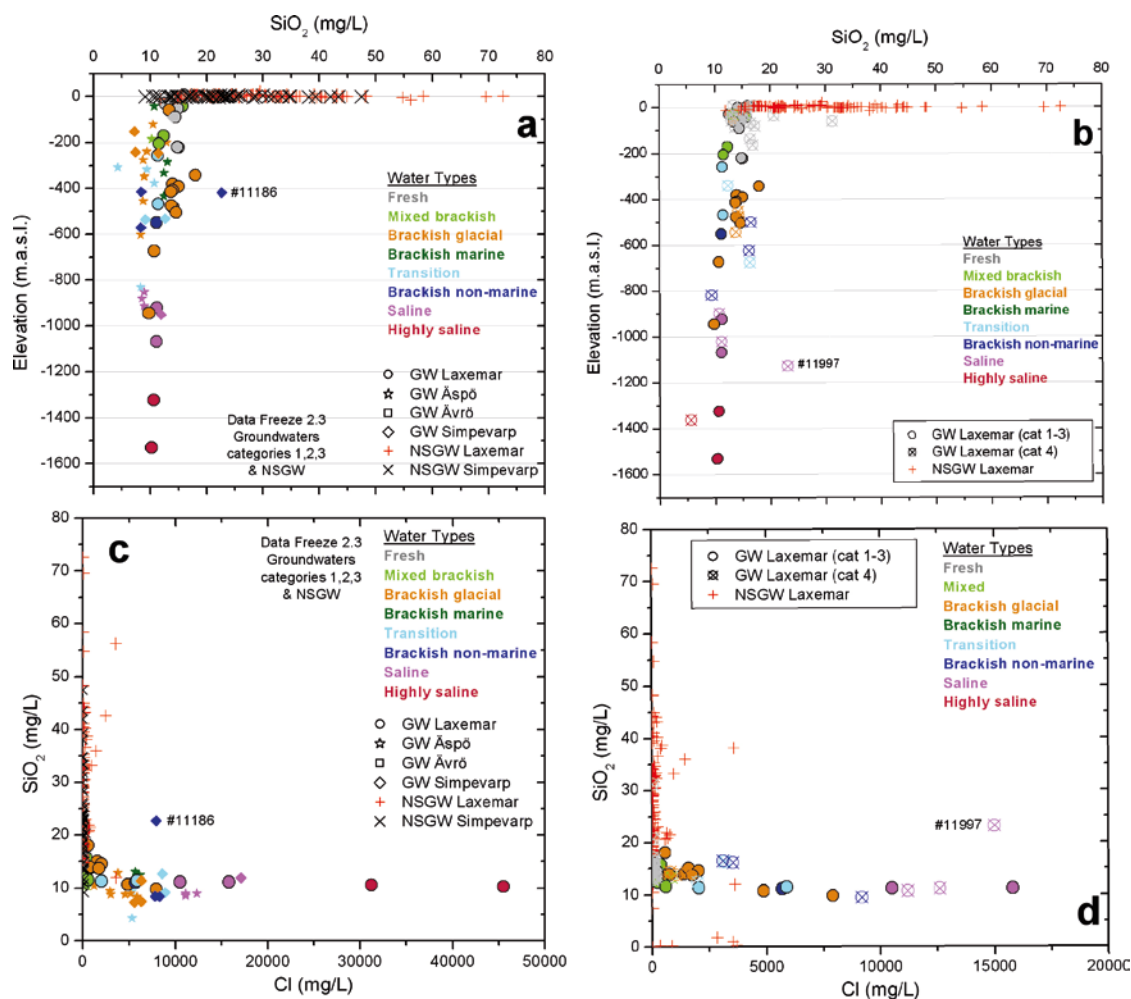 SiO2 (mg/L)
0 10 20 30 40 50 60 70 80
a
Elevation (m.a.s.l.)
0
-200
-400
-600
-800
-1000
-1200
-1400
-1600
#11186
Water Types
Fresh
Mixed brackish
Brackish glacial
Brackish marine
Transition
Brackish non-marine
Saline
Highly saline
GW Laxemar
GW Äspö
GW Ävrö
GW Simpevarp
NSGW Laxemar
NSGW Simpevarp
Data Freeze 2.3
Groundwaters
categories 1,2,3
& NSGW
SiO2 (mg/L)
0 10 20 30 40 50 60 70 80
b
Elevation (m.a.s.l.)
0
-200
-400
-600
-800
-1000
-1200
-1400
-1600
#11997
Water Types
Fresh
Mixed brackish
Brackish glacial
Brackish marine
Transition
Brackish non-marine
Saline
Highly saline
GW Laxemar (cat 1-3)
GW Laxemar (cat 4)
NSGW Laxemar
c
SiO2 (mg/L)
80
70
60
50
40
30
20
10
0
Data Freeze 2.3
Groundwaters
categories 1,2,3
& NSGW
Water Types
Fresh
Mixed brackish
Brackish glacial
Brackish marine
Transition
Brackish non-marine
Saline
Highly saline
GW Laxemar
GW Äspö
GW Ävrö
GW Simpevarp
NSGW Laxemar
NSGW Simpevarp
#11186
0 10000 20000 30000 40000 50000
Cl (mg/L)
SiO2 (mg/L)
80
70
60
50
40
30
20
10
0
GW Laxemar (cat 1-3)
GW Laxemar (cat 4)
NSGW Laxemar
Water Types
Fresh
Mixed
Brackish glacial
Brackish marine
Transition
Brackish non-marine
Saline
Highly saline
#11997
d
0 5000 10000 15000 20000
Cl (mg/L)